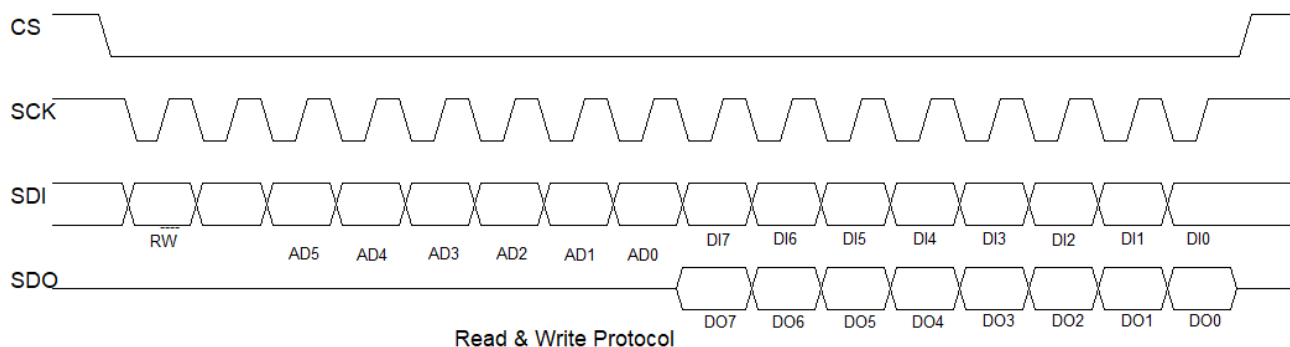 CS
SCK
SDI
RW
AD5 AD4 AD3 AD2 AD1 AD0
DI7 DI6 DI5 DI4 DI3 DI2 DI1 DI0
SDO
DO7 DO6 DO5 DO4 DO3 DO2 DO1 DO0
Read & Write Protocol